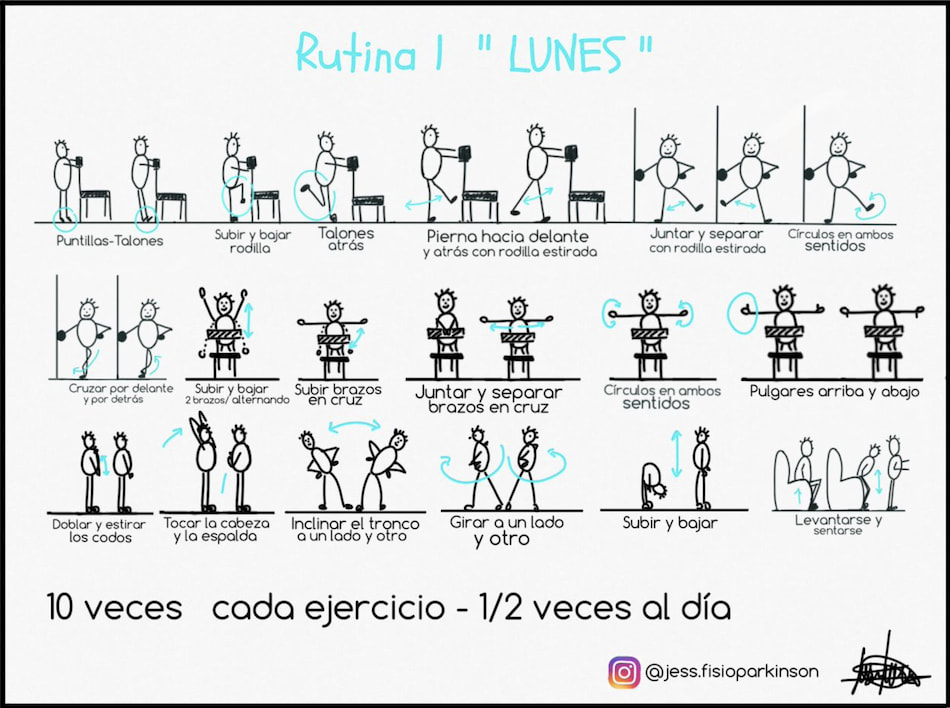 Rutina 1 " LUNES "
Puntillas-Talones
Subir y bajar
rodilla
Talones
atrás
Pierna hacia delante
y atrás con rodilla estirada
Juntar y separar
con rodilla estirada
Círculos en ambos
sentidos
Cruzar por delante
y por detrás
Subir y bajar
2 brazos/ alternando
Subir brazos
en cruz
Juntar y separar
brazos en cruz
Círculos en ambos
sentidos
Pulgares arriba y abajo
Doblar y estirar
los codos
Tocar la cabeza
y la espalda
Inclinar el tronco
a un lado y otro
Girar a un lado
y otro
Subir y bajar
Levantarse y
sentarse
10 veces cada ejercicio - 1/2 veces al día
@jess.fisioparkinson